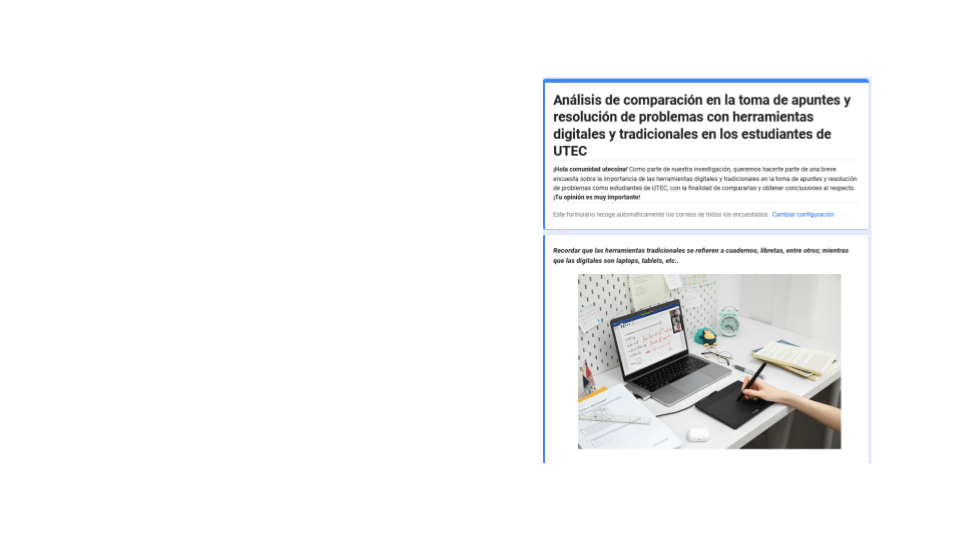 Análisis de comparación en la toma de apuntes y
resolución de problemas con herramientas
digitales y tradicionales en los estudiantes de
UTEC
¡Hola comunidad utecsina! Como parte de nuestra investigación, queremos hacerte parte de una breve
encuesta sobre la importancia de las herramientas digitales y tradicionales en la toma de apuntes y resolución
de problemas como estudiantes de UTEC, con la finalidad de compararlas y obtener conclusiones al respecto.
¡Tu opinión es muy importante!
Este formulario recoge automáticamente los correos de todos los encuestados. Cambiar configuración
Recordar que las herramientas tradicionales se refieren a cuadernos, libretas, entre otros; mientras
que las digitales son laptops, tablets, etc..